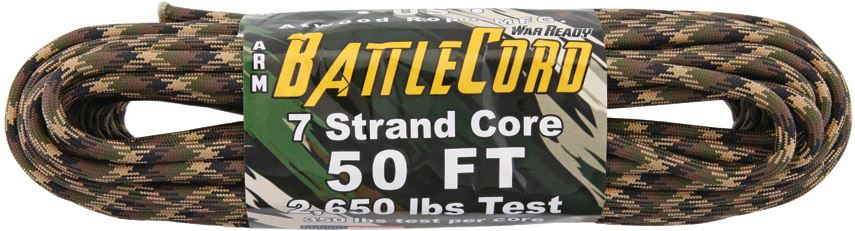 Atwood Rope MFG.
ARM
WAR READY
BATTLECORD
7 Strand Core
50 FT
2,650 lbs Test
350 lbs test per core